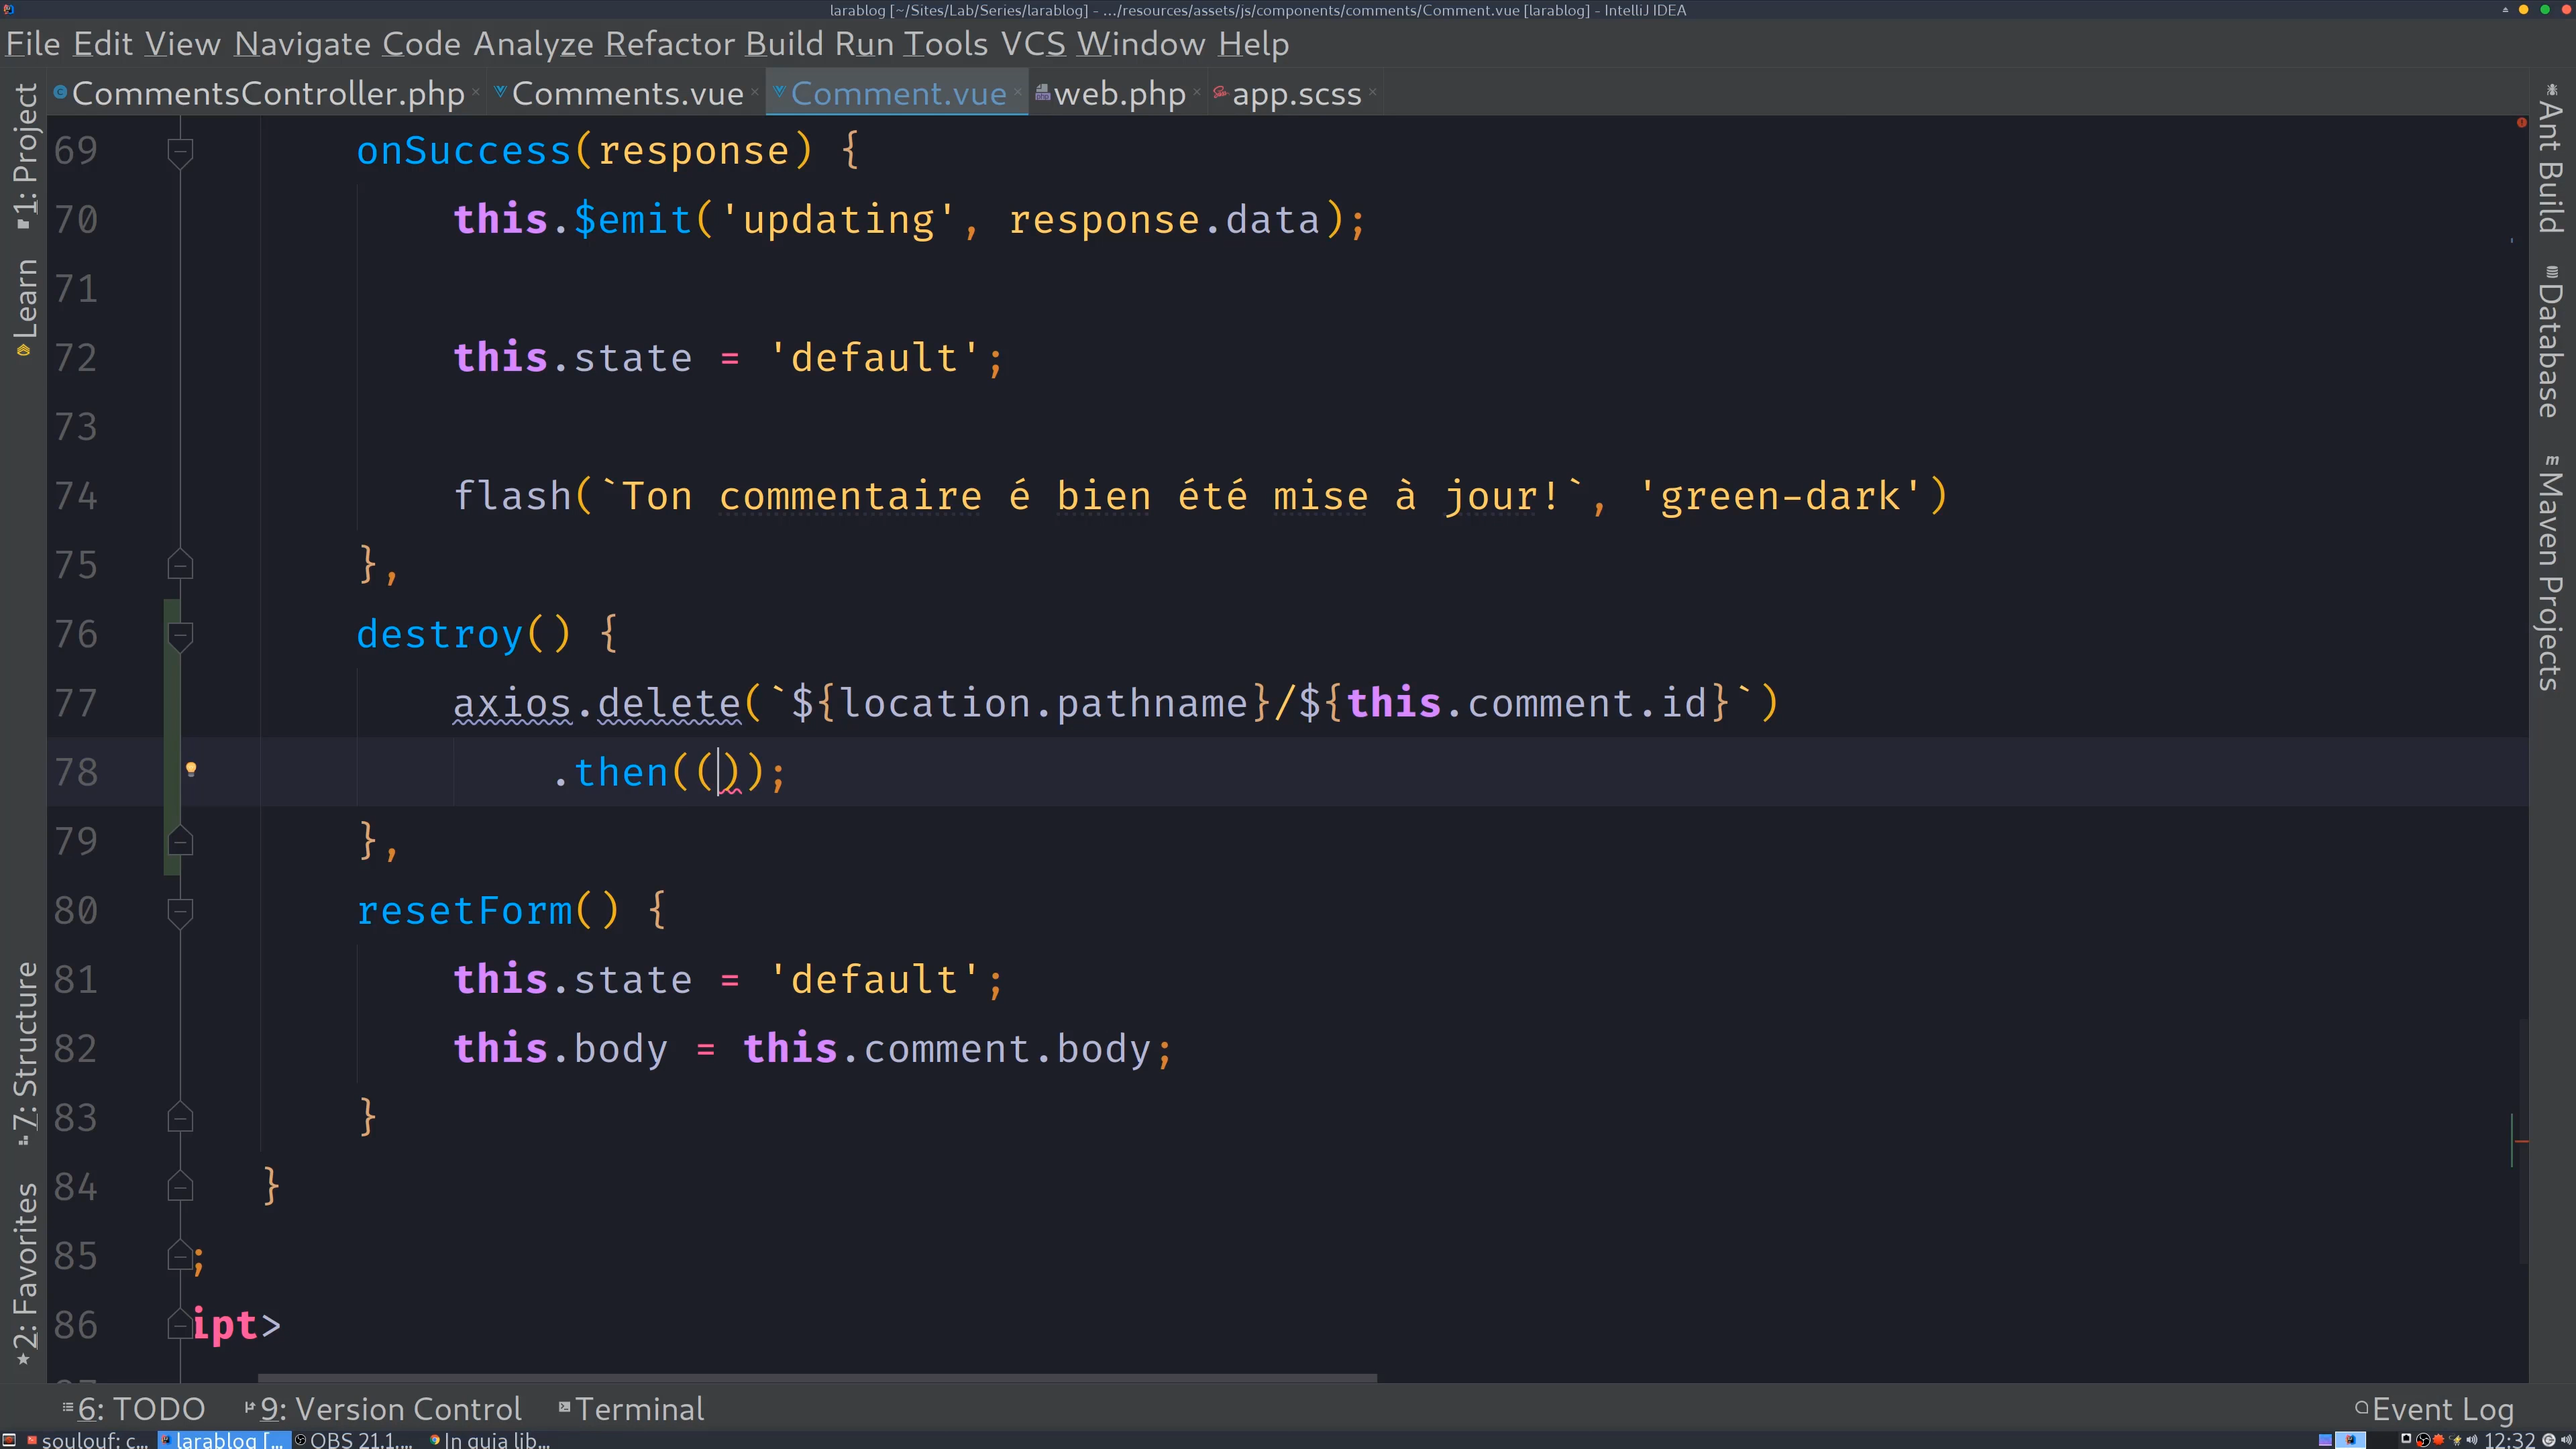 larablog [~/Sites/Lab/Series/larablog] - .../resources/assets/js/components/comments/Comment.vue [larablog] - IntelliJ IDEA
File Edit View Navigate Code Analyze Refactor Build Run Tools VCS Window Help
CommentsController.php Comments.vue Comment.vue web.php app.scss
1: Project
Learn
7: Structure
2: Favorites
69 onSuccess(response) {
70 this.$emit('updating', response.data);
71
72 this.state = 'default';
73
74 flash(`Ton commentaire é bien été mise à jour!`, 'green-dark')
75 },
76 destroy() {
77 axios.delete(`${location.pathname}/${this.comment.id}`)
78 .then(());
79 },
80 resetForm() {
81 this.state = 'default';
82 this.body = this.comment.body;
83 }
84 }
85 ;
86 ipt>
Ant Build
Database
Maven Projects
6: TODO 9: Version Control Terminal Event Log
soulouf: c... larablog [... OBS 21.1.... In quia lib... 12:32